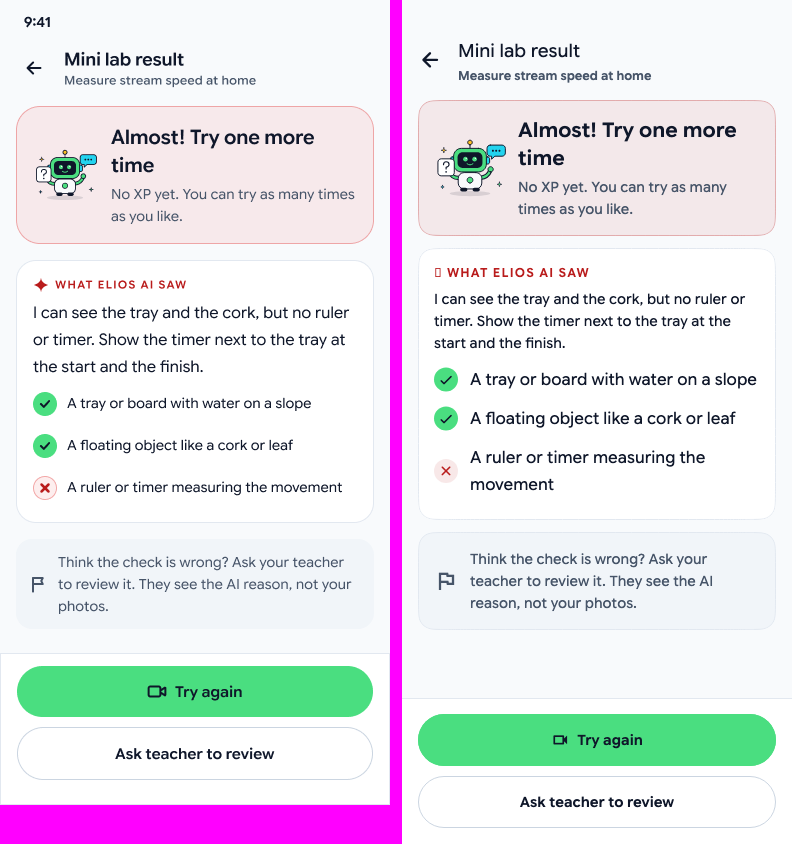 9:41
Mini lab result
Measure stream speed at home
Almost! Try one more
time
No XP yet. You can try as many times
as you like.
WHAT ELIOS AI SAW
I can see the tray and the cork, but no ruler
or timer. Show the timer next to the tray at
the start and the finish.
A tray or board with water on a slope
A floating object like a cork or leaf
A ruler or timer measuring the movement
Think the check is wrong? Ask your teacher
to review it. They see the AI reason, not your
photos.
Try again
Ask teacher to review
Mini lab result
Measure stream speed at home
Almost! Try one more
time
No XP yet. You can try as many
times as you like.
WHAT ELIOS AI SAW
I can see the tray and the cork, but no ruler or
timer. Show the timer next to the tray at the
start and the finish.
A tray or board with water on a slope
A floating object like a cork or leaf
A ruler or timer measuring the
movement
Think the check is wrong? Ask your
teacher to review it. They see the AI
reason, not your photos.
Try again
Ask teacher to review